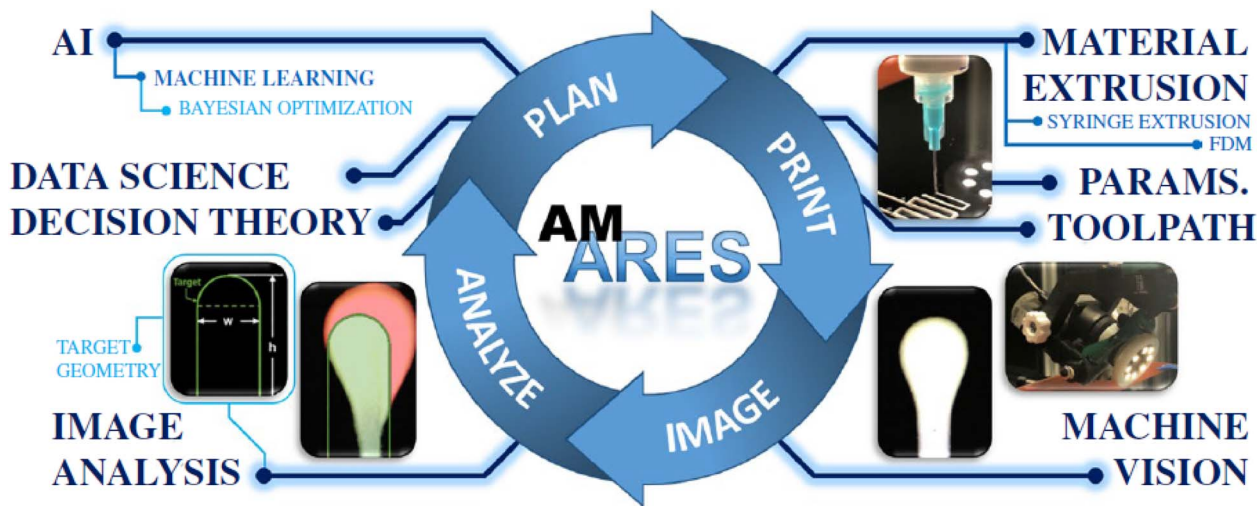 AI
MACHINE LEARNING
BAYESIAN OPTIMIZATION
DATA SCIENCE
DECISION THEORY
PLAN
PRINT
IMAGE
ANALYZE
AM
ARES
MATERIAL
EXTRUSION
SYRINGE EXTRUSION
FDM
PARAMS.
TOOLPATH
Target
w
h
TARGET
GEOMETRY
IMAGE
ANALYSIS
MACHINE
VISION